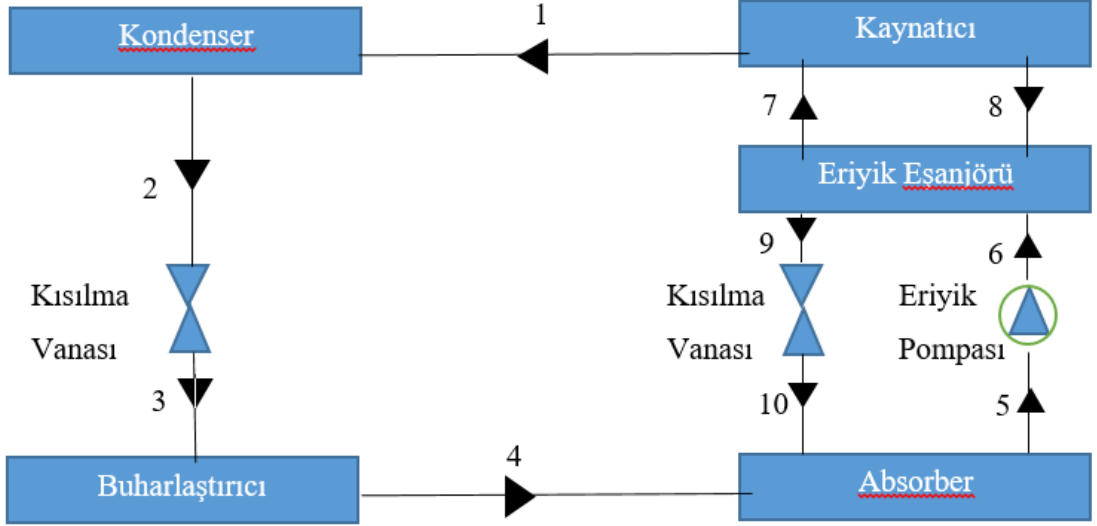 1
Kondenser
Kaynatıcı
7
8
2
Eriyik Eşanjörü
9
6
Kısılma
Vanası
Kısılma
Vanası
Eriyik
Pompası
3
10
5
4
Buharlaştırıcı
Absorber